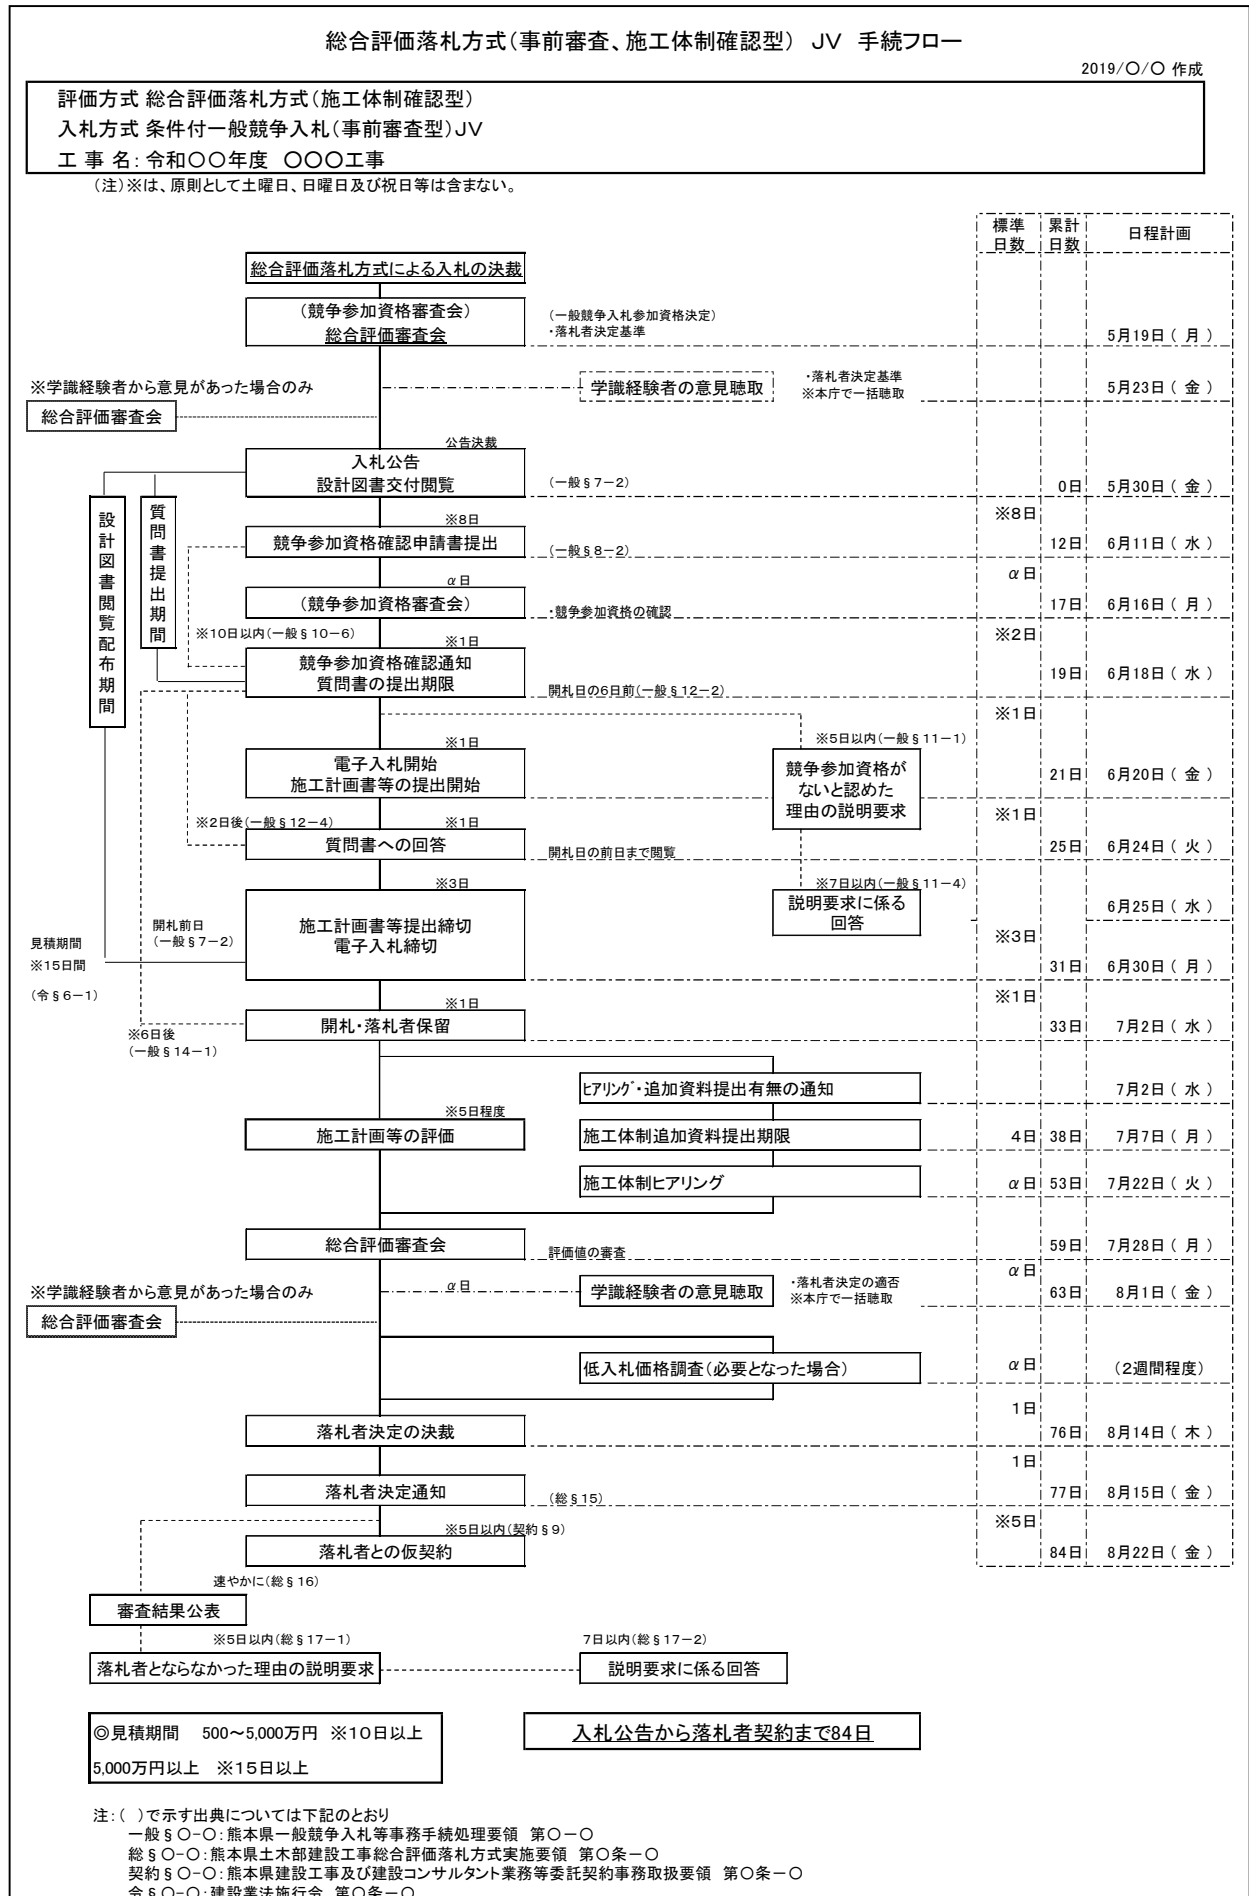 総合評価落札方式（事前審査、施工体制確認型） JV 手続フロー
2019/〇/〇 作成
評価方式 総合評価落札方式（施工体制確認型）
入札方式 条件付一般競争入札（事前審査型）JV
工 事 名：令和〇〇年度 〇〇〇工事
（注）※は、原則として土曜日、日曜日及び祝日等は含まない。
標準日数
累計日数
日程計画
総合評価落札方式による入札の決裁
（競争参加資格審査会）
総合評価審査会
（一般競争入札参加資格決定）
・落札者決定基準
5月19日（ 月 ）
※学識経験者から意見があった場合のみ
総合評価審査会
学識経験者の意見聴取
・落札者決定基準
※本庁で一括聴取
5月23日（ 金 ）
公告決裁
入札公告
設計図書交付閲覧
（一般§7－2）
0日 5月30日（ 金 ）
設計図書閲覧配布期間
質問書提出期間
※8日
※8日
競争参加資格確認申請書提出
（一般§8－2）
12日 6月11日（ 水 ）
α日
α日
（競争参加資格審査会）
・競争参加資格の確認
17日 6月16日（ 月 ）
※10日以内（一般§10－6）
※1日
※2日
競争参加資格確認通知
質問書の提出期限
開札日の6日前（一般§12－2）
19日 6月18日（ 水 ）
※1日
※1日
※5日以内（一般§11－1）
電子入札開始
施工計画書等の提出開始
競争参加資格が
ないと認めた
理由の説明要求
21日 6月20日（ 金 ）
※2日後（一般§12－4）
※1日
※1日
質問書への回答
開札日の前日まで閲覧
25日 6月24日（ 火 ）
※3日
※7日以内（一般§11－4）
説明要求に係る
回答
6月25日（ 水 ）
施工計画書等提出締切
電子入札締切
開札前日
（一般§7－2）
※3日
見積期間
※15日間
（令§6－1）
31日 6月30日（ 月 ）
※1日
※1日
開札・落札者保留
33日 7月2日（ 水 ）
※6日後
（一般§14－1）
ﾋｱﾘﾝｸﾞ・追加資料提出有無の通知
7月2日（ 水 ）
※5日程度
施工計画等の評価
施工体制追加資料提出期限
4日 38日 7月7日（ 月 ）
施工体制ヒアリング
α日 53日 7月22日（ 火 ）
総合評価審査会
評価値の審査
59日 7月28日（ 月 ）
α日
α日
※学識経験者から意見があった場合のみ
総合評価審査会
学識経験者の意見聴取
・落札者決定の適否
※本庁で一括聴取
63日 8月1日（ 金 ）
低入札価格調査（必要となった場合）
α日 （2週間程度）
1日
落札者決定の決裁
76日 8月14日（ 木 ）
1日
落札者決定通知
（総§15）
77日 8月15日（ 金 ）
※5日以内（契約§9）
※5日
落札者との仮契約
84日 8月22日（ 金 ）
速やかに（総§16）
審査結果公表
※5日以内（総§17－1）
7日以内（総§17－2）
落札者とならなかった理由の説明要求
説明要求に係る回答
◎見積期間 500～5,000万円 ※10日以上
5,000万円以上 ※15日以上
入札公告から落札者契約まで84日
注：（ ）で示す出典については下記のとおり
一般§〇-〇：熊本県一般競争入札等事務手続処理要領 第〇－〇
総§〇-〇：熊本県土木部建設工事総合評価落札方式実施要領 第〇条－〇
契約§〇-〇：熊本県建設工事及び建設コンサルタント業務等委託契約事務取扱要領 第〇条－〇
令§〇-〇：建設業法施行令 第〇条－〇